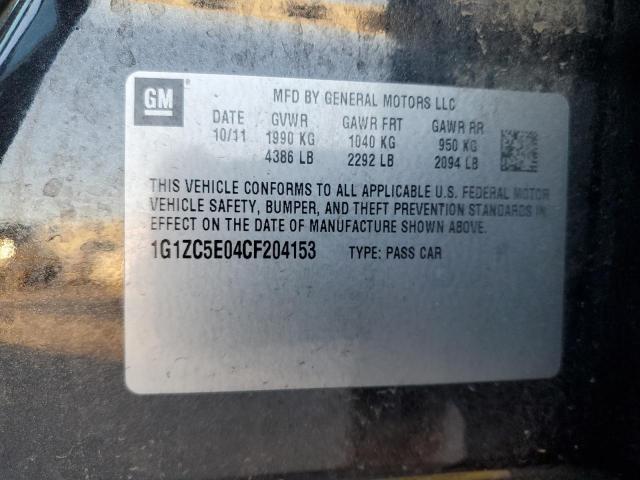 GM
MFD BY GENERAL MOTORS LLC
DATE GVWR GAWR FRT GAWR RR
10/11 1990 KG 1040 KG 950 KG
4386 LB 2292 LB 2094 LB
THIS VEHICLE CONFORMS TO ALL APPLICABLE U.S. FEDERAL MOTOR
VEHICLE SAFETY, BUMPER, AND THEFT PREVENTION STANDARDS IN
EFFECT ON THE DATE OF MANUFACTURE SHOWN ABOVE.
1G1ZC5E04CF204153 TYPE: PASS CAR